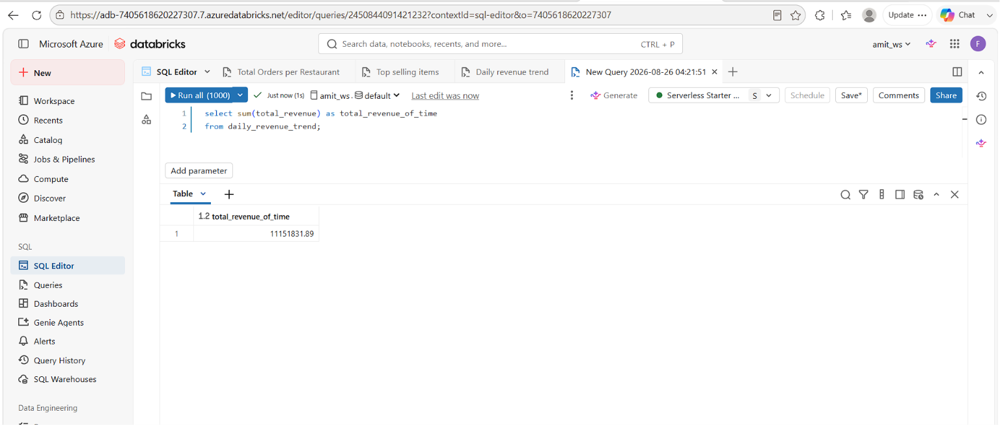 https://adb-7405618620227307.7.azuredatabricks.net/editor/queries/2450844091421232?contextId=sql-editor&o=7405618620227307
Update
Chat
Microsoft Azure
databricks
Search data, notebooks, recents, and more...
CTRL + P
amit_ws
F
New
SQL Editor
Total Orders per Restaurant
Top selling items
Daily revenue trend
New Query 2026-08-26 04:21:51
Run all (1000)
Just now (1s)
amit_ws.
default
Last edit was now
Generate
Serverless Starter ...
S
Schedule
Save*
Comments
Share
1 select sum(total_revenue) as total_revenue_of_time
2 from daily_revenue_trend;
Add parameter
Table
1.2 total_revenue_of_time
1 11151831.89
Workspace
Recents
Catalog
Jobs & Pipelines
Compute
Discover
Marketplace
SQL
SQL Editor
Queries
Dashboards
Genie Agents
Alerts
Query History
SQL Warehouses
Data Engineering